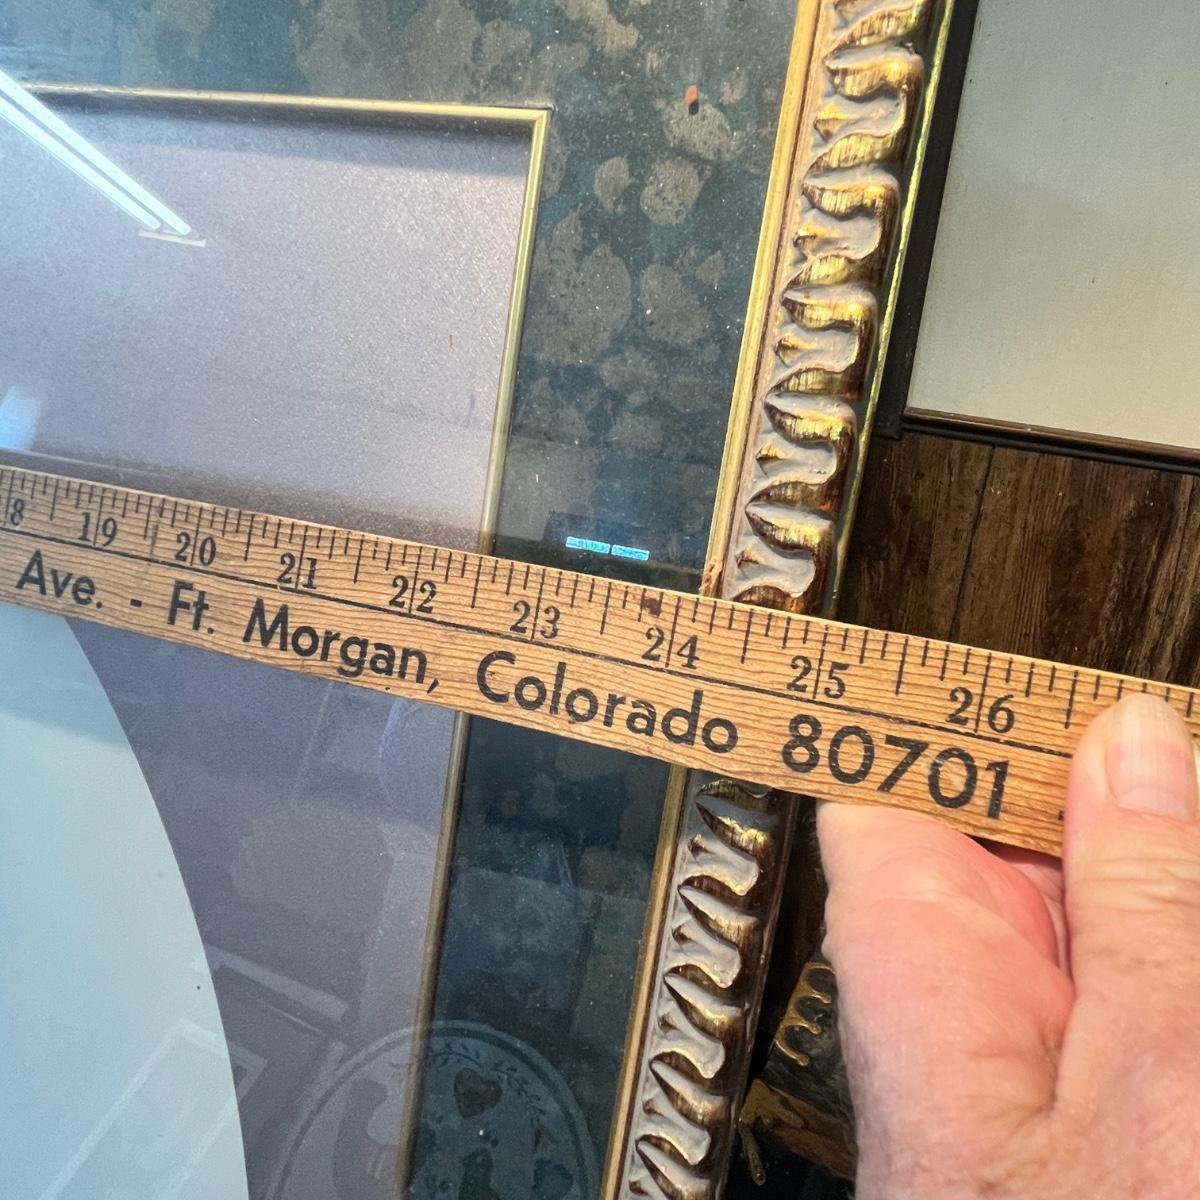 18 19 20 21 22 23 24 25 26
Ave. - Ft. Morgan, Colorado 80701